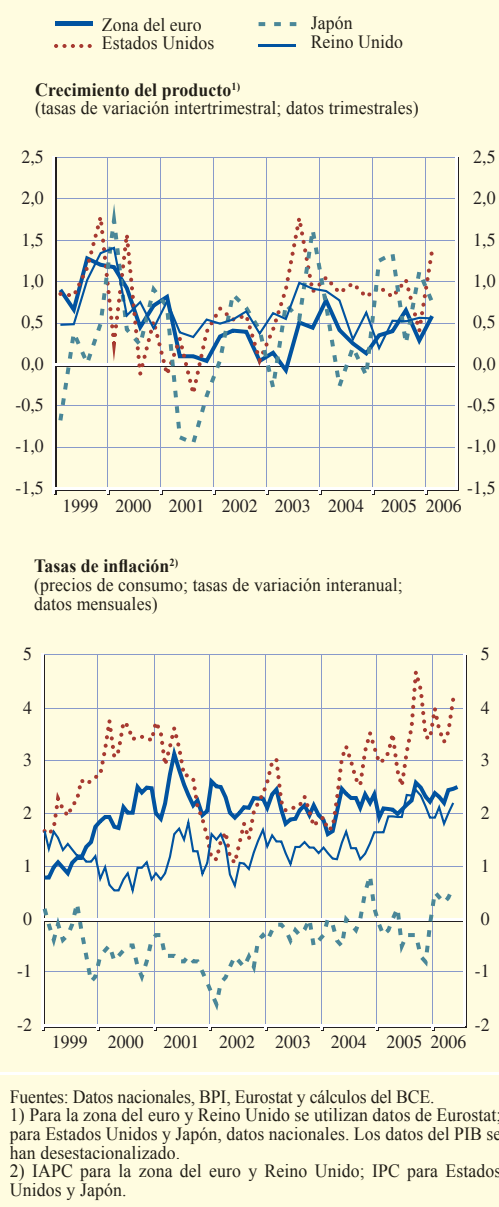 Zona del euro
Estados Unidos
Japón
Reino Unido
Crecimiento del producto1)
(tasas de variación intertrimestral; datos trimestrales)
2,5 2,5
2,0 2,0
1,5 1,5
1,0 1,0
0,5 0,5
0,0 0,0
-0,5 -0,5
-1,0 -1,0
-1,5 -1,5
1999 2000 2001 2002 2003 2004 2005 2006
Tasas de inflación2)
(precios de consumo; tasas de variación interanual;
datos mensuales)
5 5
4 4
3 3
2 2
1 1
0 0
-1 -1
-2 -2
1999 2000 2001 2002 2003 2004 2005 2006
Fuentes: Datos nacionales, BPI, Eurostat y cálculos del BCE.
1) Para la zona del euro y Reino Unido se utilizan datos de Eurostat;
para Estados Unidos y Japón, datos nacionales. Los datos del PIB se
han desestacionalizado.
2) IAPC para la zona del euro y Reino Unido; IPC para Estados
Unidos y Japón.